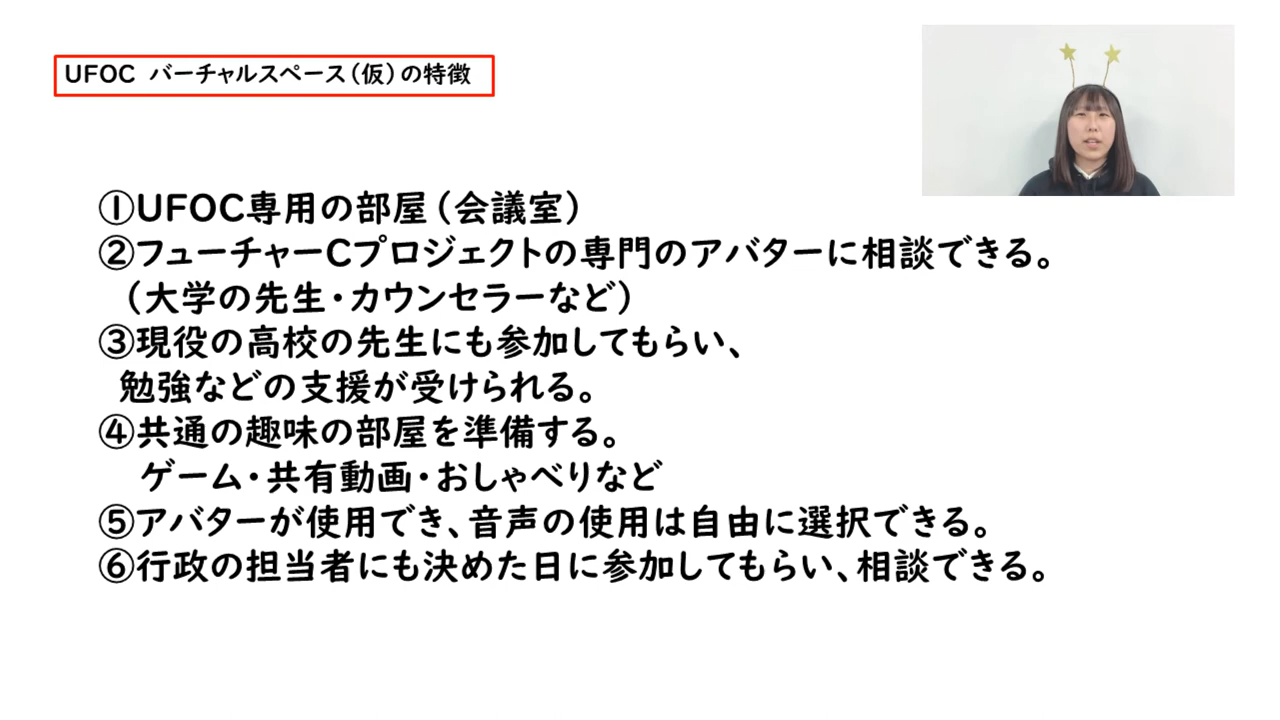 UFOC バーチャルスペース（仮）の特徴
①UFOC専用の部屋（会議室）
②フューチャーCプロジェクトの専門のアバターに相談できる。
（大学の先生・カウンセラーなど）
③現役の高校の先生にも参加してもらい、
勉強などの支援が受けられる。
④共通の趣味の部屋を準備する。
ゲーム・共有動画・おしゃべりなど
⑤アバターが使用でき、音声の使用は自由に選択できる。
⑥行政の担当者にも決めた日に参加してもらい、相談できる。